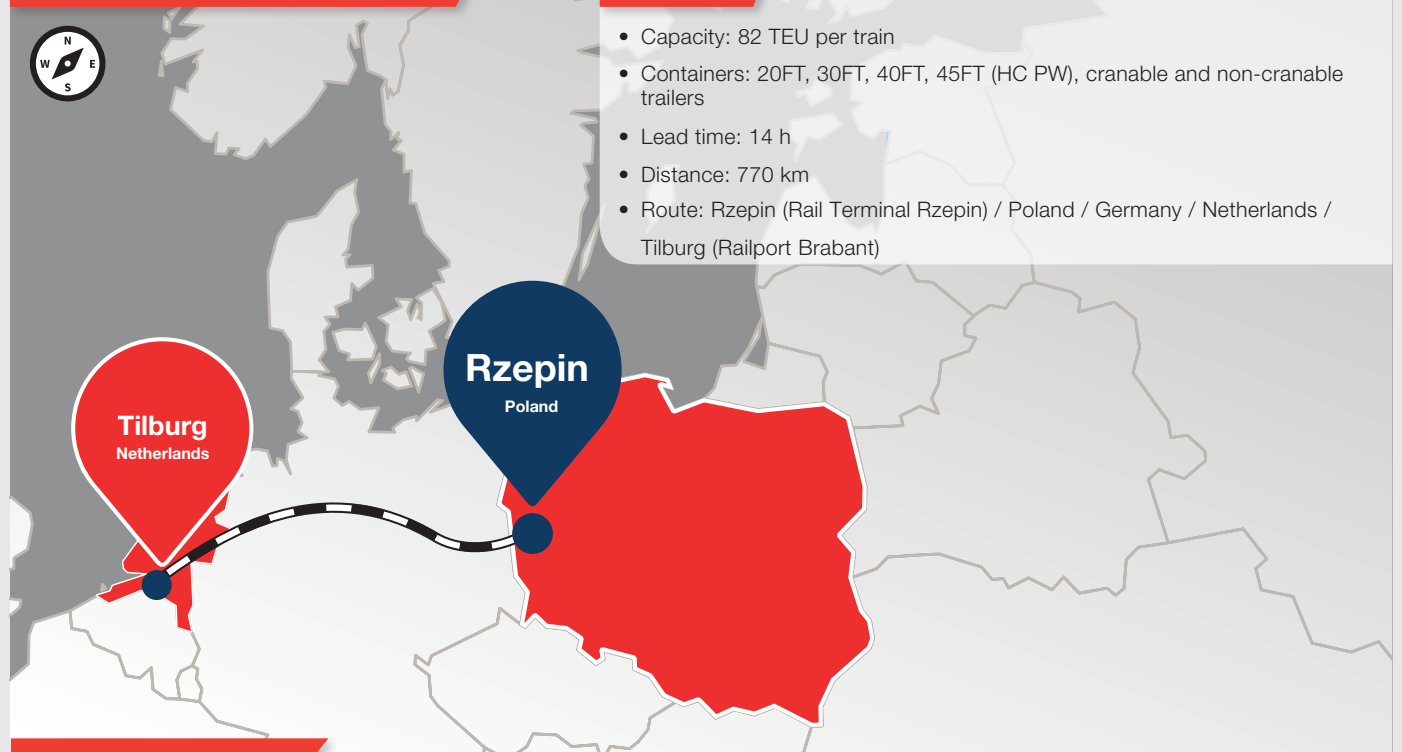 N
W E
S
• Capacity: 82 TEU per train
• Containers: 20FT, 30FT, 40FT, 45FT (HC PW), cranable and non-cranable
trailers
• Lead time: 14 h
• Distance: 770 km
• Route: Rzepin (Rail Terminal Rzepin) / Poland / Germany / Netherlands /
Tilburg (Railport Brabant)
Rzepin
Poland
Tilburg
Netherlands